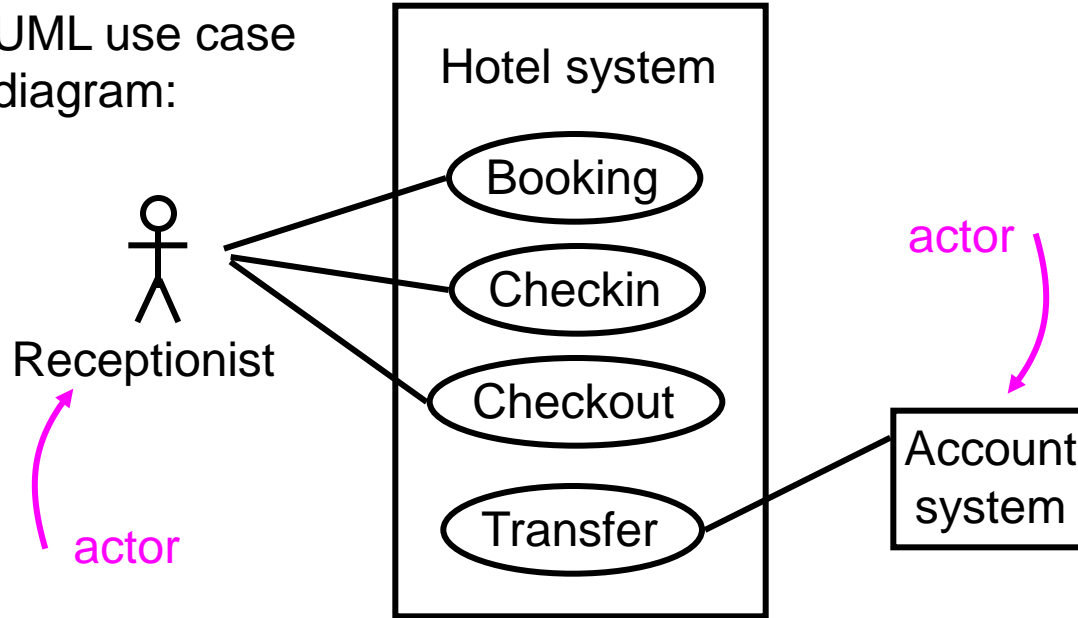 UML use case
diagram:
Hotel system
Booking
Checkin
Checkout
Transfer
Receptionist
actor
actor
Account
system